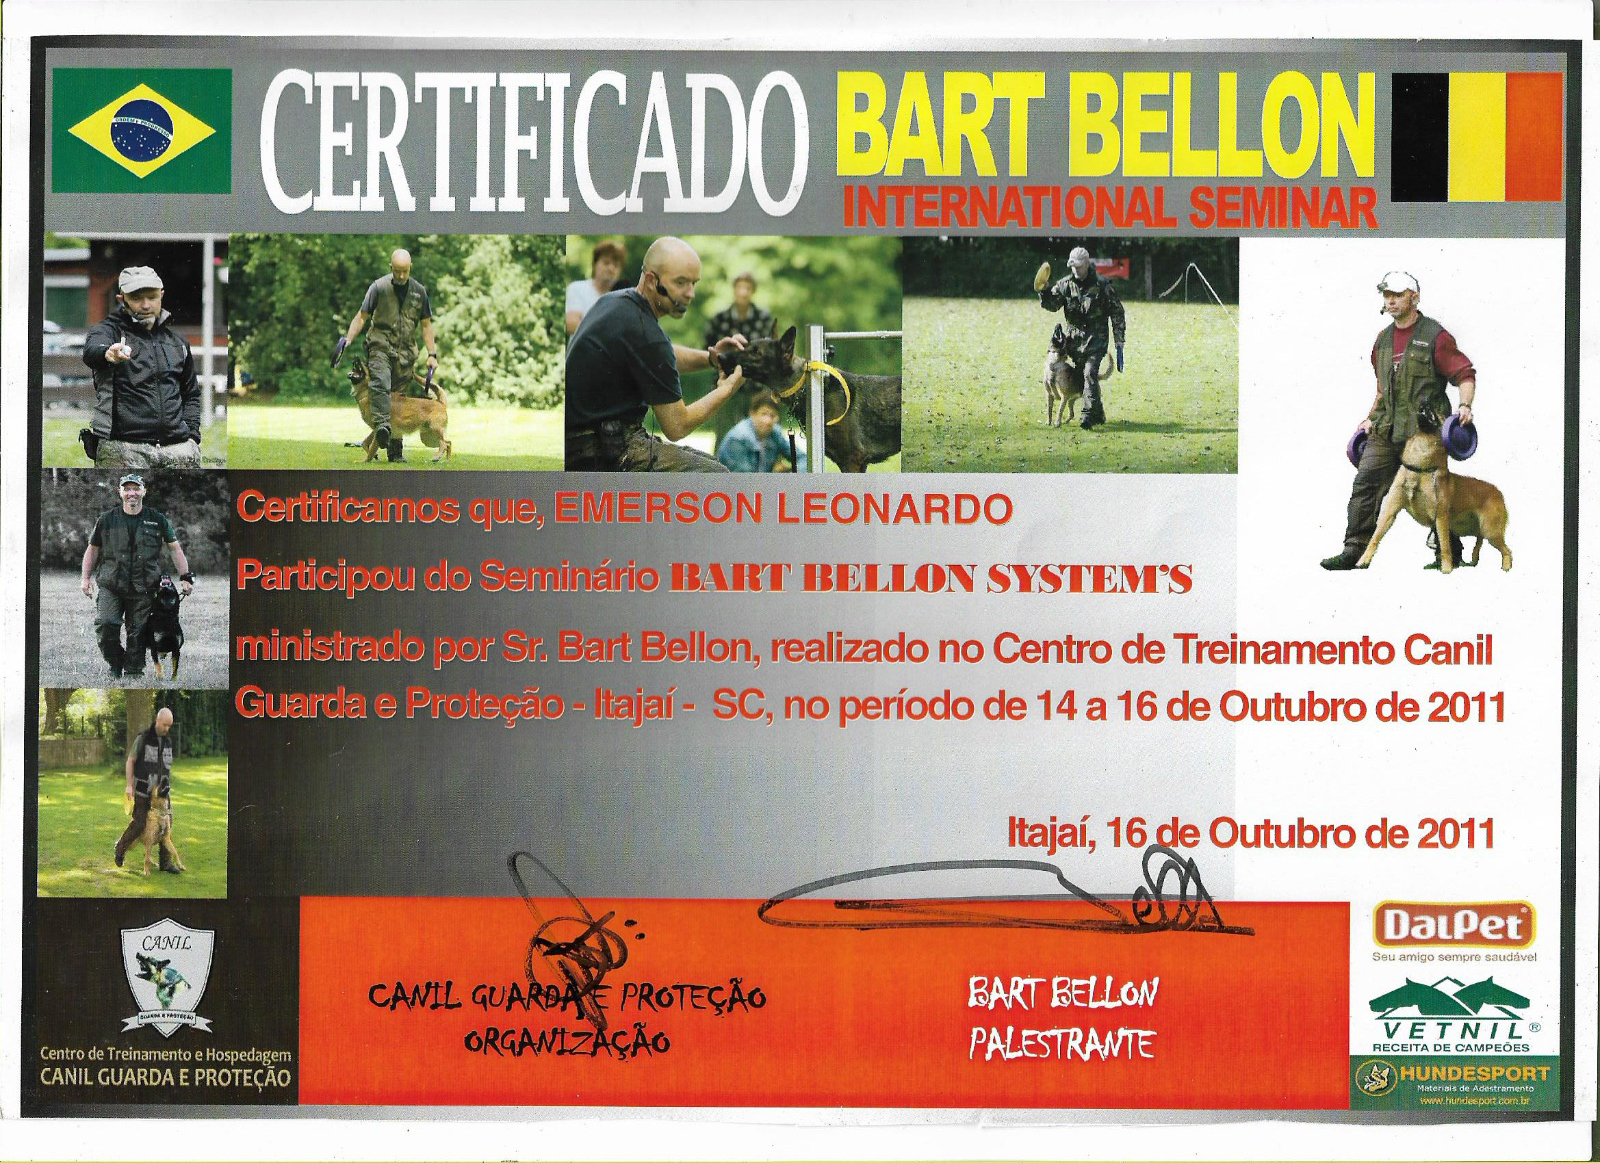 CERTIFICADO
BART BELLON
INTERNATIONAL SEMINAR
Certificamos que, EMERSON LEONARDO
Participou do Seminário BART BELLON SYSTEM'S
ministrado por Sr. Bart Bellon, realizado no Centro de Treinamento Canil
Guarda e Proteção - Itajaí - SC, no período de 14 a 16 de Outubro de 2011
Itajaí, 16 de Outubro de 2011
CANIL GUARDA E PROTEÇÃO
ORGANIZAÇÃO
BART BELLON
PALESTRANTE
CANIL
GUARDA E PROTEÇÃO
Centro de Treinamento e Hospedagem
CANIL GUARDA E PROTEÇÃO
DalPet®
Seu amigo sempre saudável
VETNIL®
RECEITA DE CAMPEÕES
HUNDESPORT
Materiais de Adestramento
www.hundesport.com.br